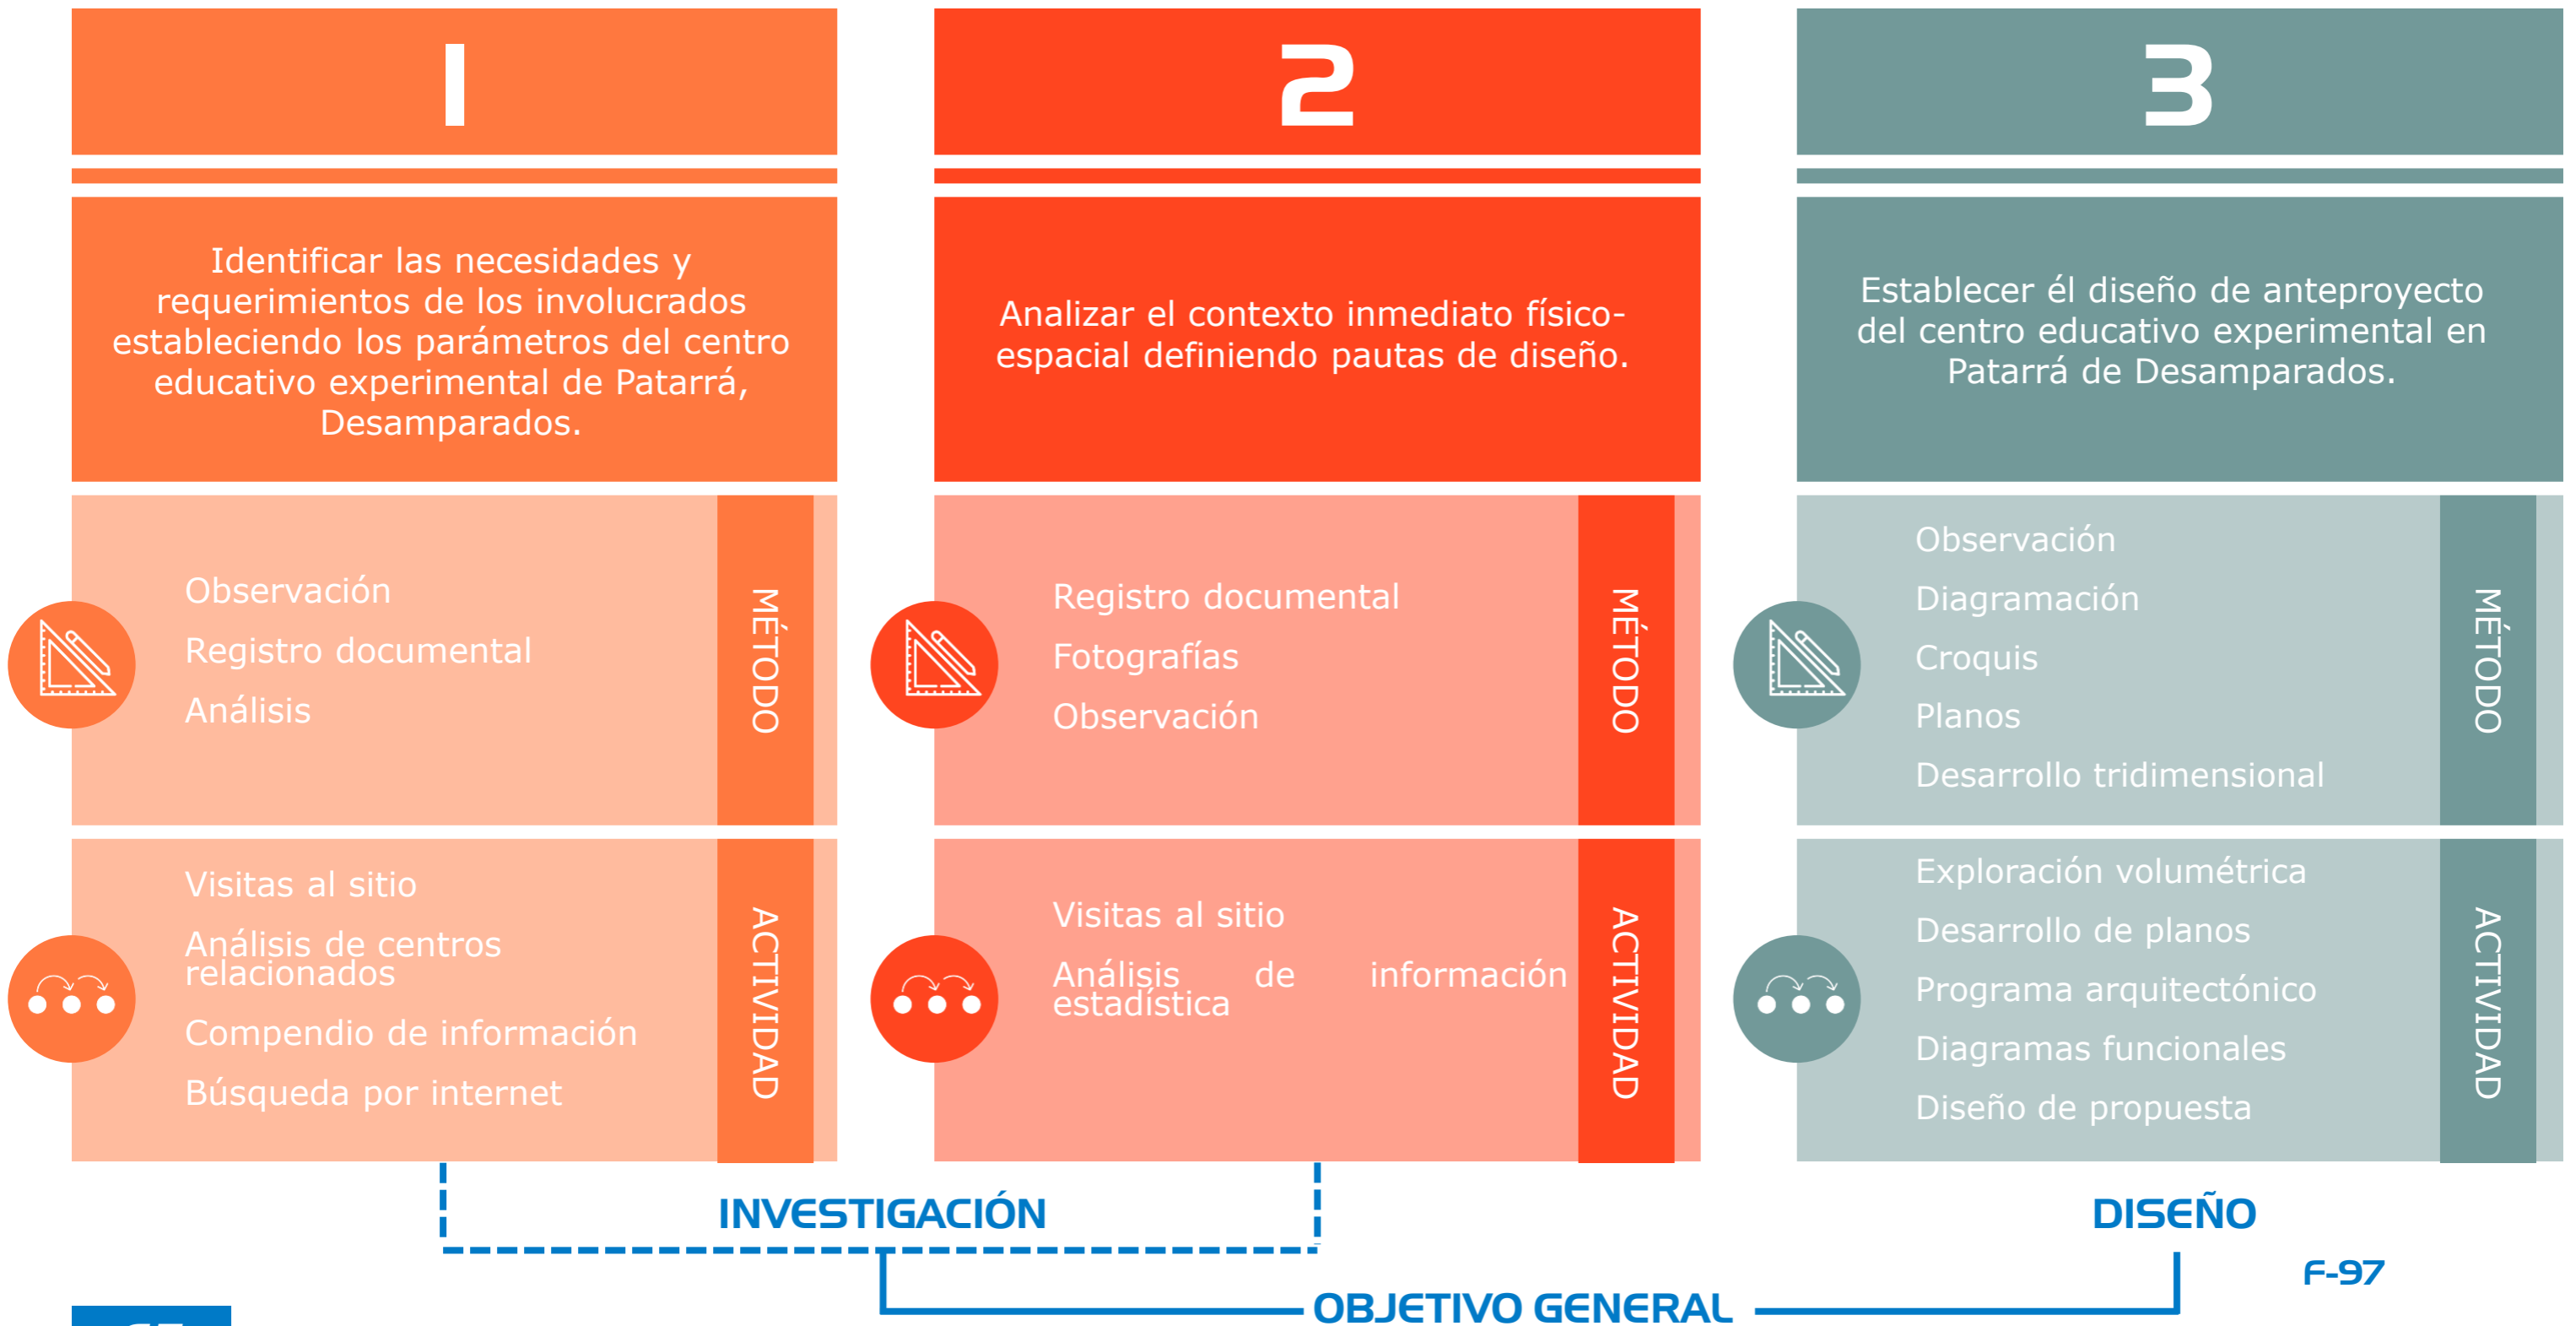 1
Identificar las necesidades y
requerimientos de los involucrados
estableciendo los parámetros del centro
educativo experimental de Patarrá,
Desamparados.
Observación
Registro documental
Análisis
MÉTODO
Visitas al sitio
Análisis de centros
relacionados
Compendio de información
Búsqueda por internet
ACTIVIDAD
2
Analizar el contexto inmediato físico-
espacial definiendo pautas de diseño.
Registro documental
Fotografías
Observación
MÉTODO
Visitas al sitio
Análisis de información
estadística
ACTIVIDAD
3
Establecer él diseño de anteproyecto
del centro educativo experimental en
Patarrá de Desamparados.
Observación
Diagramación
Croquis
Planos
Desarrollo tridimensional
MÉTODO
Exploración volumétrica
Desarrollo de planos
Programa arquitectónico
Diagramas funcionales
Diseño de propuesta
ACTIVIDAD
INVESTIGACIÓN
DISEÑO
F-97
OBJETIVO GENERAL